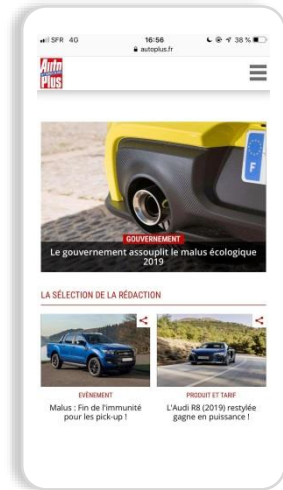 SFR 4G 16:56 38 %
autoplus.fr
Auto
Plus
F
GOUVERNEMENT
Le gouvernement assouplit le malus écologique
2019
LA SÉLECTION DE LA RÉDACTION
EVÈNEMENT
Malus : Fin de l'immunité
pour les pick-up !
PRODUIT ET TARIF
L'Audi R8 (2019) restylée
gagne en puissance !